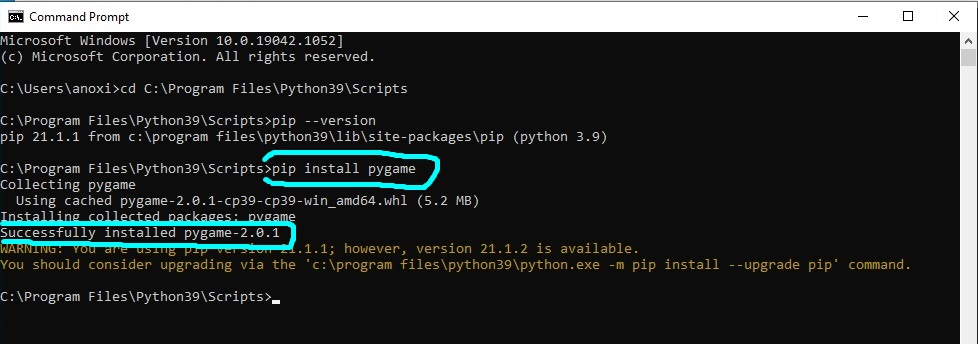 Command Prompt
Microsoft Windows [Version 10.0.19042.1052]
(c) Microsoft Corporation. All rights reserved.
C:\Users\anoxi>cd C:\Program Files\Python39\Scripts
C:\Program Files\Python39\Scripts>pip --version
pip 21.1.1 from c:\program files\python39\lib\site-packages\pip (python 3.9)
C:\Program Files\Python39\Scripts>pip install pygame
Collecting pygame
  Using cached pygame-2.0.1-cp39-cp39-win_amd64.whl (5.2 MB)
Installing collected packages: pygame
Successfully installed pygame-2.0.1
WARNING: You are using pip version 21.1.1; however, version 21.1.2 is available.
You should consider upgrading via the 'c:\program files\python39\python.exe -m pip install --upgrade pip' command.
C:\Program Files\Python39\Scripts>